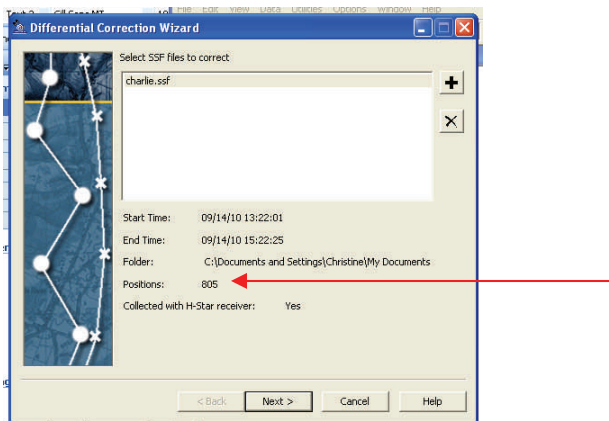 File Edit View Data Utilities Options Window Help
Differential Correction Wizard
Select SSF files to correct
charlie.ssf
Start Time: 09/14/10 13:22:01
End Time: 09/14/10 15:22:25
Folder: C:\Documents and Settings\Christine\My Documents
Positions: 805
Collected with H-Star receiver: Yes
< Back Next > Cancel Help